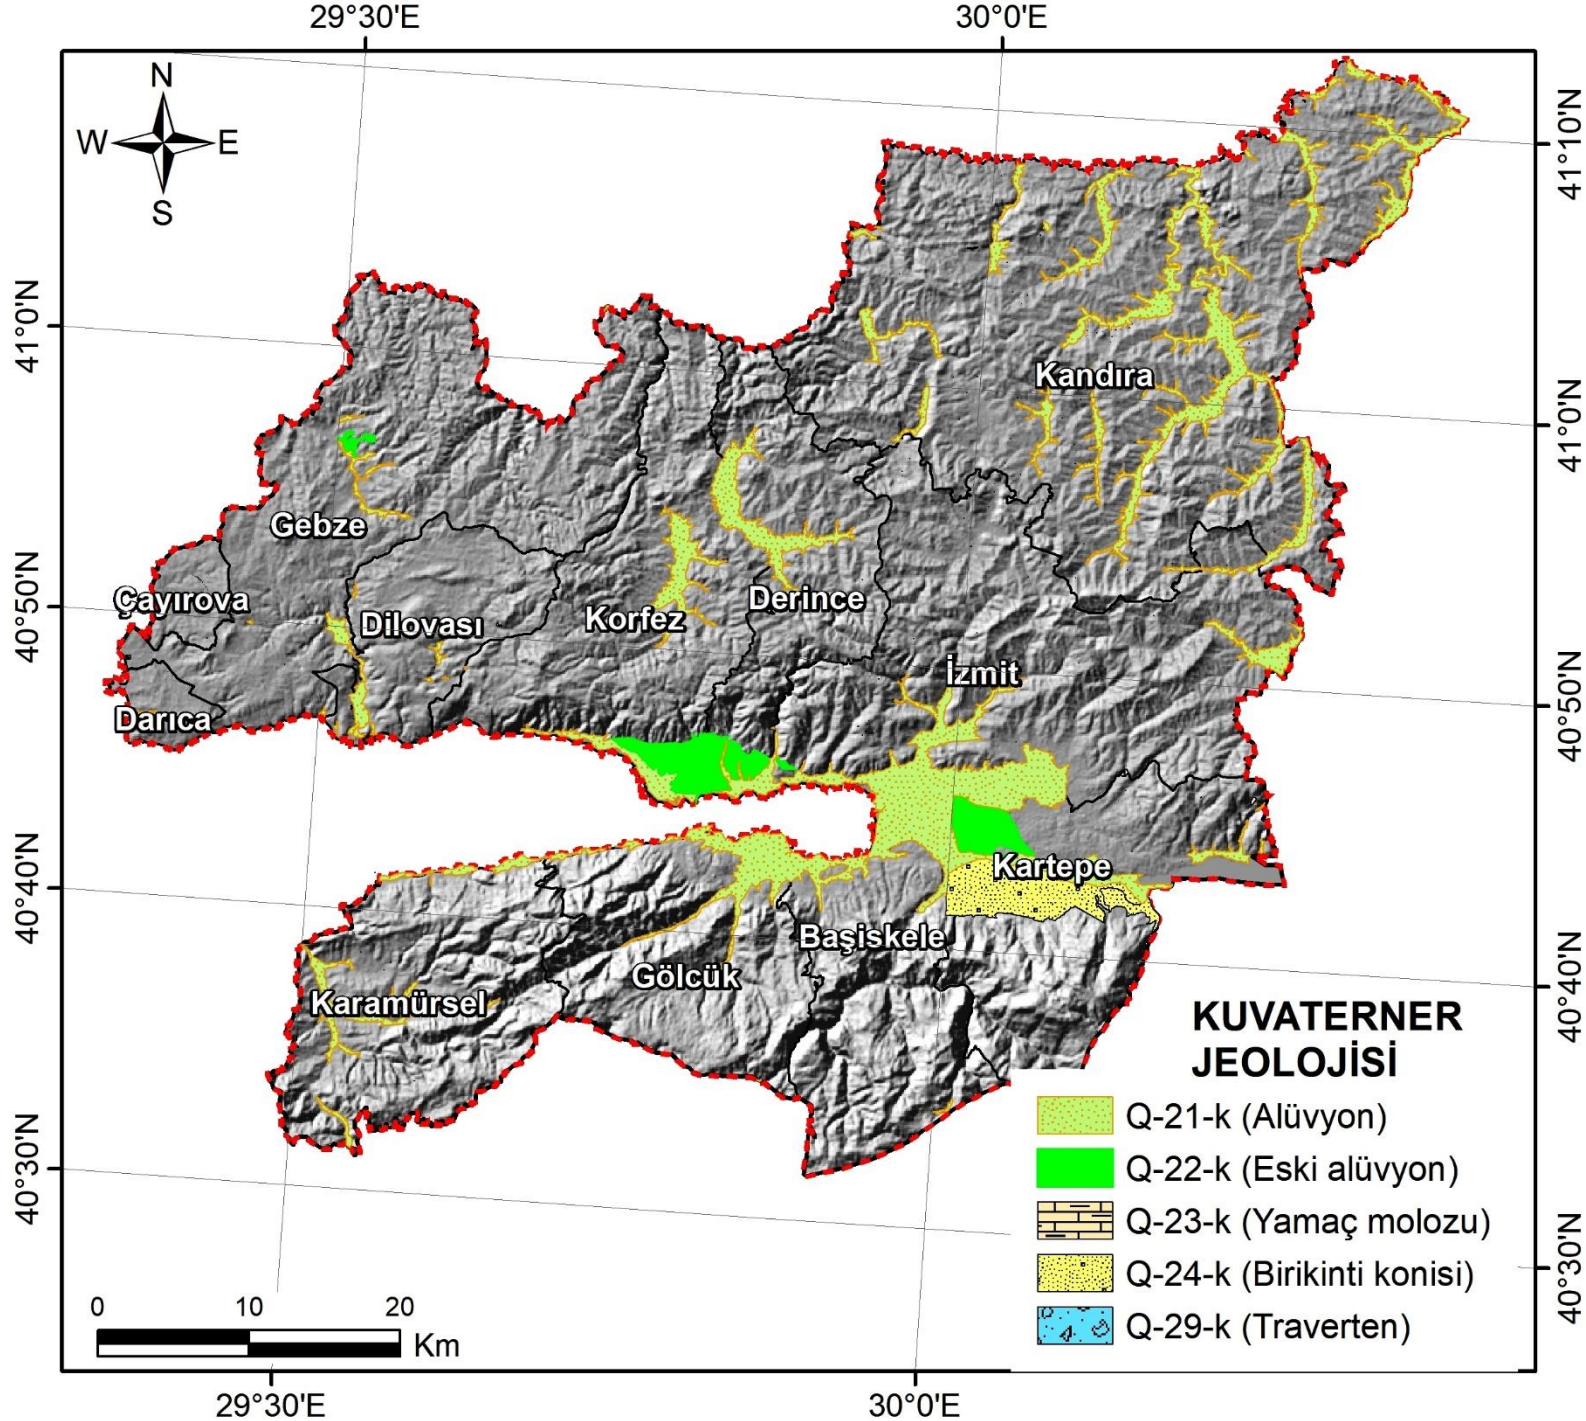 29°30'E
30°0'E
N
W
E
S
41°10'N
41°0'N
41°0'N
Kandıra
Gebze
Çayırova
Dilovası
Korfez
Derince
40°50'N
İzmit
Darıca
40°50'N
Kartepe
40°40'N
Başiskele
Gölcük
Karamürsel
40°40'N
KUVATERNER
JEOLOJİSİ
Q-21-k (Alüvyon)
Q-22-k (Eski alüvyon)
Q-23-k (Yamaç molozu)
Q-24-k (Birikinti konisi)
Q-29-k (Traverten)
40°30'N
40°30'N
0 10 20
Km
29°30'E
30°0'E